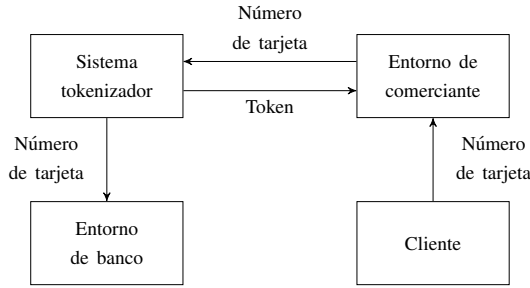 Número
de tarjeta
Sistema
tokenizador
Entorno de
comerciante
Token
Número
de tarjeta
Número
de tarjeta
Entorno
de banco
Cliente